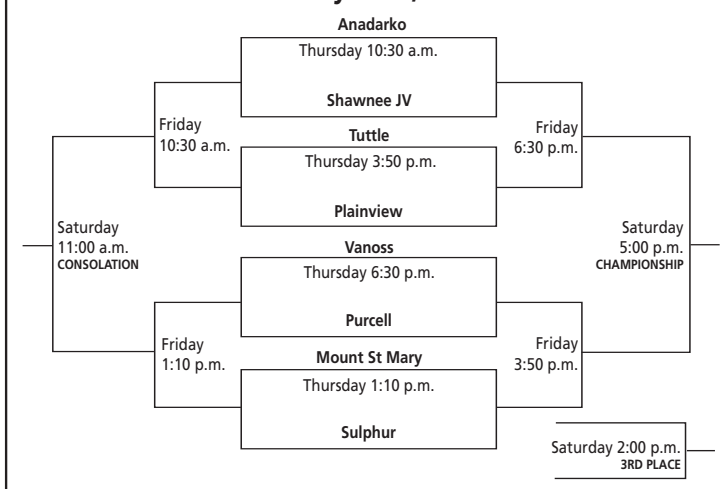 Anadarko
Thursday 10:30 a.m.
Shawnee JV
Friday
10:30 a.m.
Friday
6:30 p.m.
Tuttle
Thursday 3:50 p.m.
Plainview
Saturday
11:00 a.m.
CONSOLATION
Saturday
5:00 p.m.
CHAMPIONSHIP
Vanoss
Thursday 6:30 p.m.
Purcell
Friday
1:10 p.m.
Friday
3:50 p.m.
Mount St Mary
Thursday 1:10 p.m.
Sulphur
Saturday 2:00 p.m.
3RD PLACE